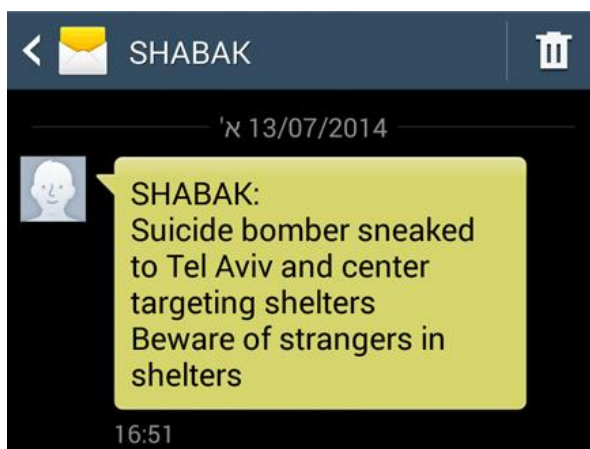 SHABAK
א' 13/07/2014
SHABAK:
Suicide bomber sneaked
to Tel Aviv and center
targeting shelters
Beware of strangers in
shelters
16:51